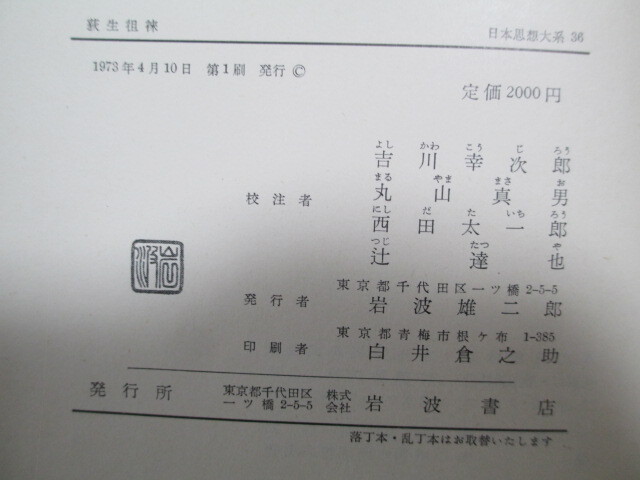 荻生徂徠
日本思想大系 36
1973年4月10日 第1刷 発行 ©
定価 2000円
校注者
よし かわ こう じ ろう
吉川幸次郎
まる やま まさ お
丸山真男
にし だ た いち ろう
西田太一郎
つじ たつ や
辻達也
東京都千代田区一ツ橋 2-5-5
発行者 岩波雄二郎
東京都青梅市根ヶ布 1-385
印刷者 白井倉之助
発行所 東京都千代田区一ツ橋 2-5-5 株式会社 岩波書店
落丁本・乱丁本はお取替いたします
岩波